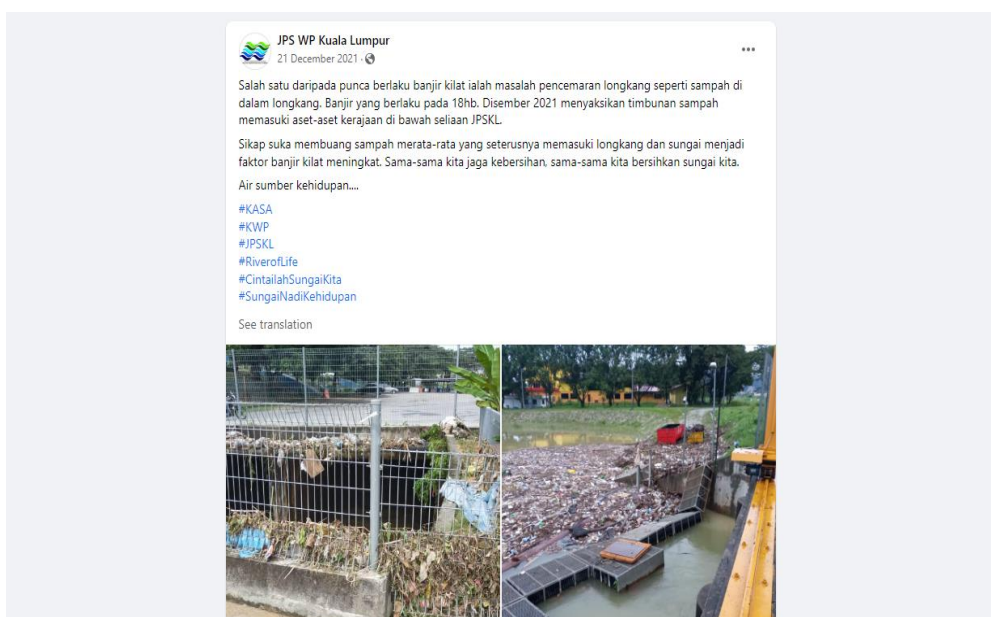 JPS WP Kuala Lumpur
21 December 2021 ·
Salah satu daripada punca berlaku banjir kilat ialah masalah pencemaran longkang seperti sampah di
dalam longkang. Banjir yang berlaku pada 18hb. Disember 2021 menyaksikan timbunan sampah
memasuki aset-aset kerajaan di bawah seliaan JPSKL.
Sikap suka membuang sampah merata-rata yang seterusnya memasuki longkang dan sungai menjadi
faktor banjir kilat meningkat. Sama-sama kita jaga kebersihan, sama-sama kita bersihkan sungai kita.
Air sumber kehidupan....
#KASA
#KWP
#JPSKL
#RiverofLife
#CintailahSungaiKita
#SungaiNadiKehidupan
See translation